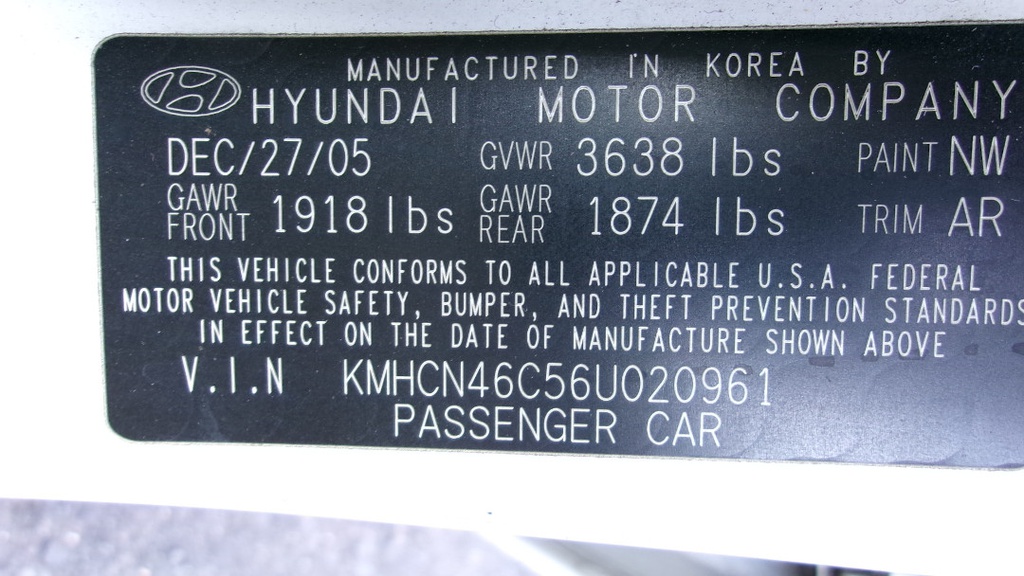 MANUFACTURED IN KOREA BY
HYUNDAI MOTOR COMPANY
DEC/27/05 GVWR 3638 lbs PAINT NW
GAWR FRONT 1918 lbs GAWR REAR 1874 lbs TRIM AR
THIS VEHICLE CONFORMS TO ALL APPLICABLE U.S.A. FEDERAL
MOTOR VEHICLE SAFETY, BUMPER, AND THEFT PREVENTION STANDARDS
IN EFFECT ON THE DATE OF MANUFACTURE SHOWN ABOVE
V.I.N KMHCN46C56U020961
PASSENGER CAR